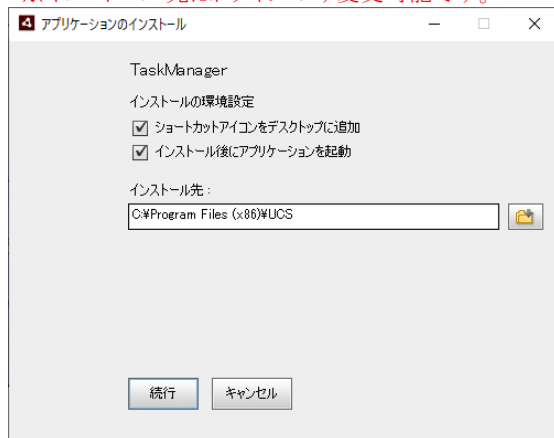 アプリケーションのインストール
TaskManager
インストールの環境設定
ショートカットアイコンをデスクトップに追加
インストール後にアプリケーションを起動
インストール先：
C:¥Program Files (x86)¥UCS
続行
キャンセル